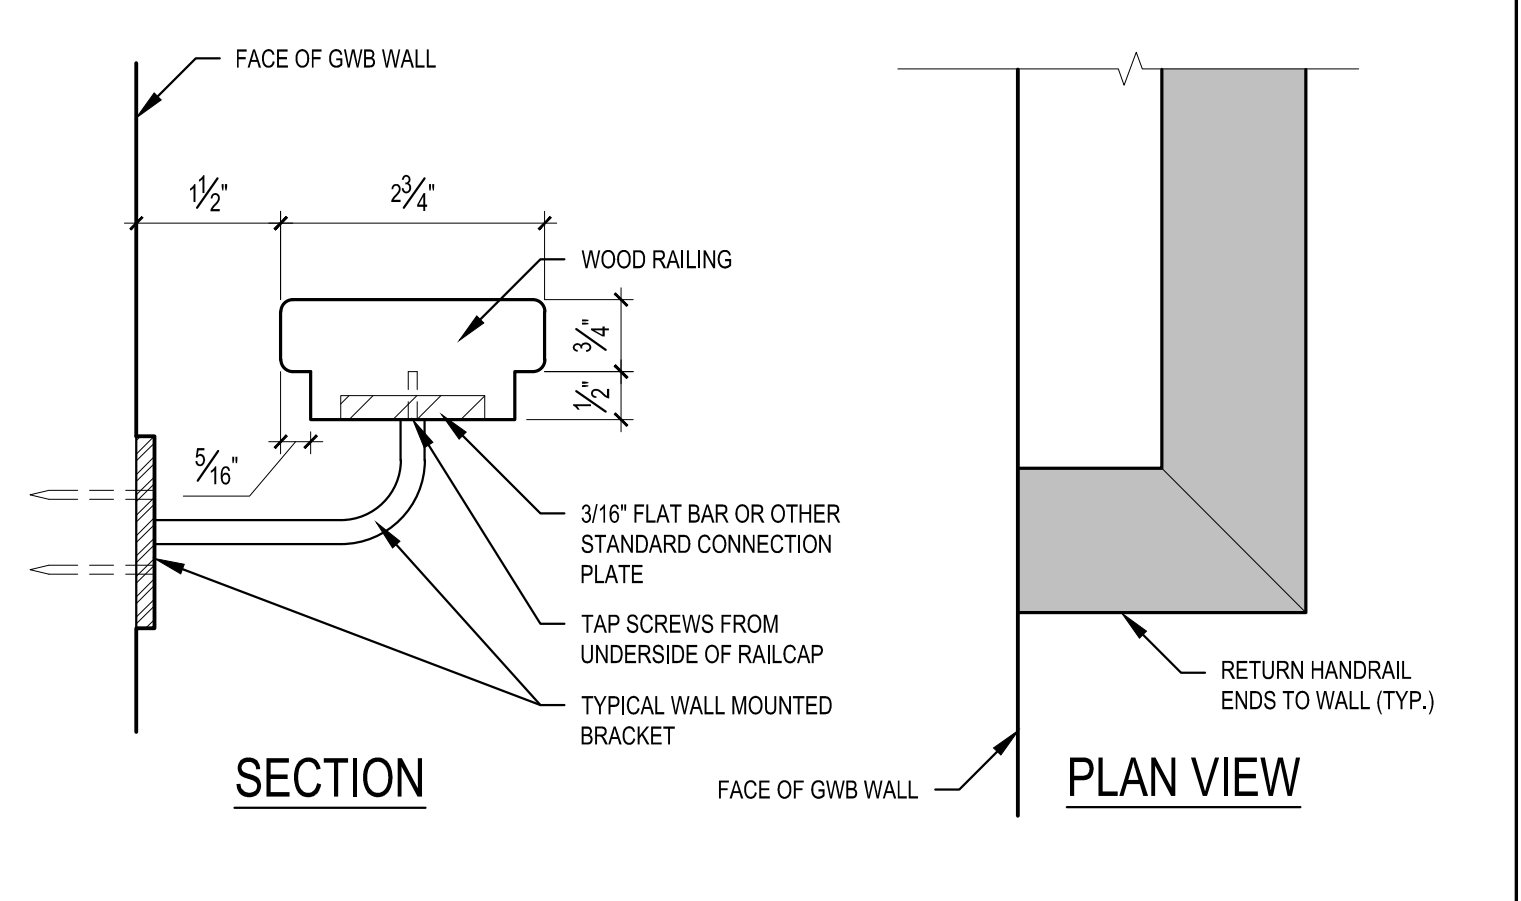 FACE OF GWB WALL
1 1/2"
2 3/4"
WOOD RAILING
3/4"
1/2"
5/16"
3/16" FLAT BAR OR OTHER
STANDARD CONNECTION
PLATE
TAP SCREWS FROM
UNDERSIDE OF RAILCAP
TYPICAL WALL MOUNTED
BRACKET
SECTION
RETURN HANDRAIL
ENDS TO WALL (TYP.)
FACE OF GWB WALL
PLAN VIEW